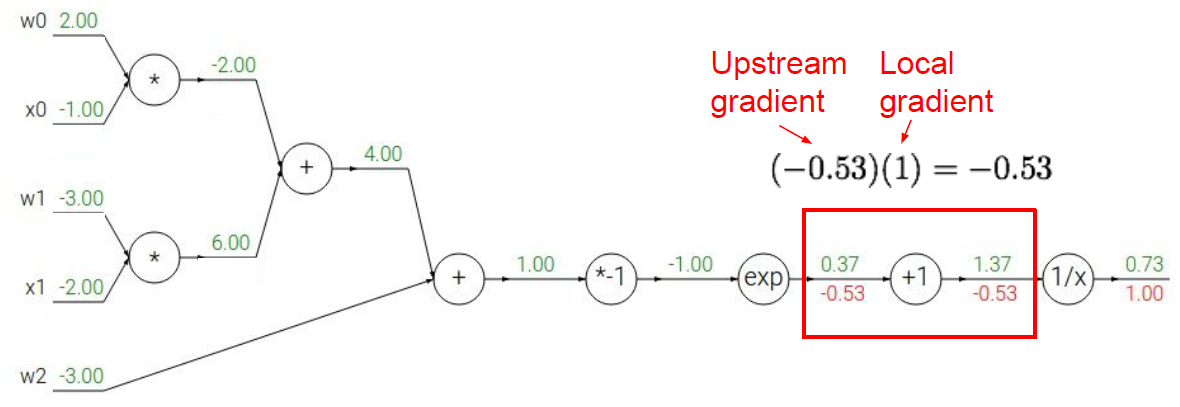 w0 2.00
* -2.00
x0 -1.00
Upstream gradient
Local gradient
(−0.53)(1) = −0.53
+ 4.00
w1 -3.00
* 6.00
x1 -2.00
+ 1.00 *-1 -1.00 exp 0.37 +1 1.37 1/x 0.73
-0.53 -0.53 1.00
w2 -3.00